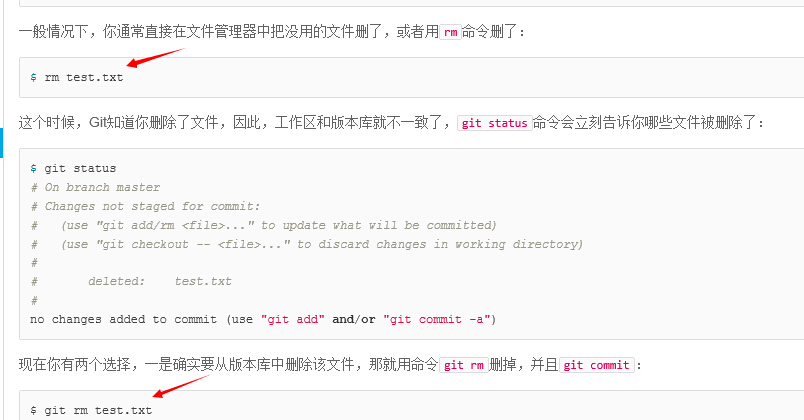 一般情况下，你通常直接在文件管理器中把没用的文件删了，或者用rm命令删了：
$ rm test.txt
这个时候，Git知道你删除了文件，因此，工作区和版本库就不一致了，git status命令会立刻告诉你哪些文件被删除了：
$ git status
# On branch master
# Changes not staged for commit:
#   (use "git add/rm <file>..." to update what will be committed)
#   (use "git checkout -- <file>..." to discard changes in working directory)
#
#       deleted:    test.txt
#
no changes added to commit (use "git add" and/or "git commit -a")
现在你有两个选择，一是确实要从版本库中删除该文件，那就用命令git rm删掉，并且git commit：
$ git rm test.txt